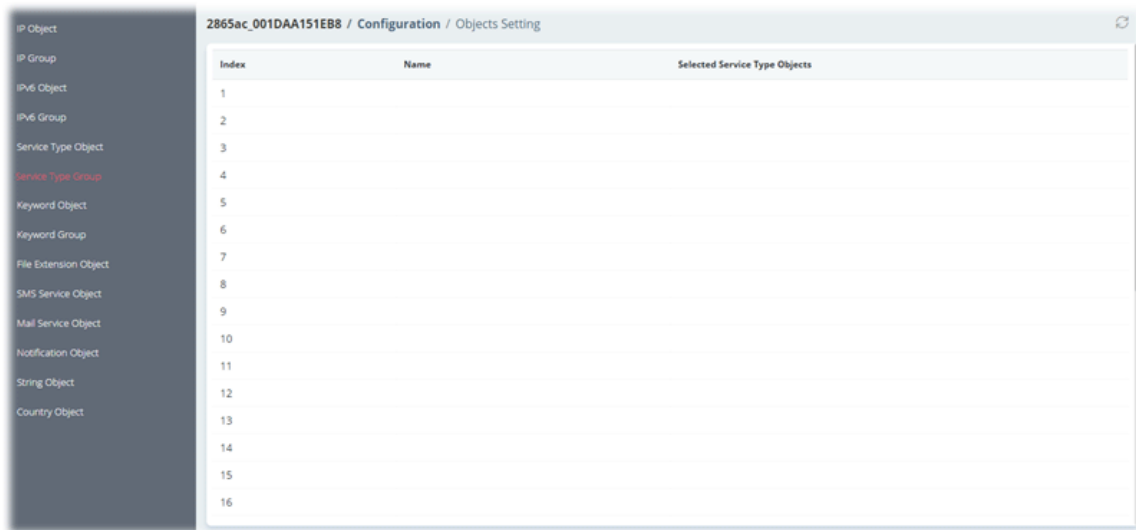 IP Object
IP Group
IPv6 Object
IPv6 Group
Service Type Object
Service Type Group
Keyword Object
Keyword Group
File Extension Object
SMS Service Object
Mail Service Object
Notification Object
String Object
Country Object
2865ac_001DAA151EB8 / Configuration / Objects Setting
Index Name Selected Service Type Objects
1
2
3
4
5
6
7
8
9
10
11
12
13
14
15
16